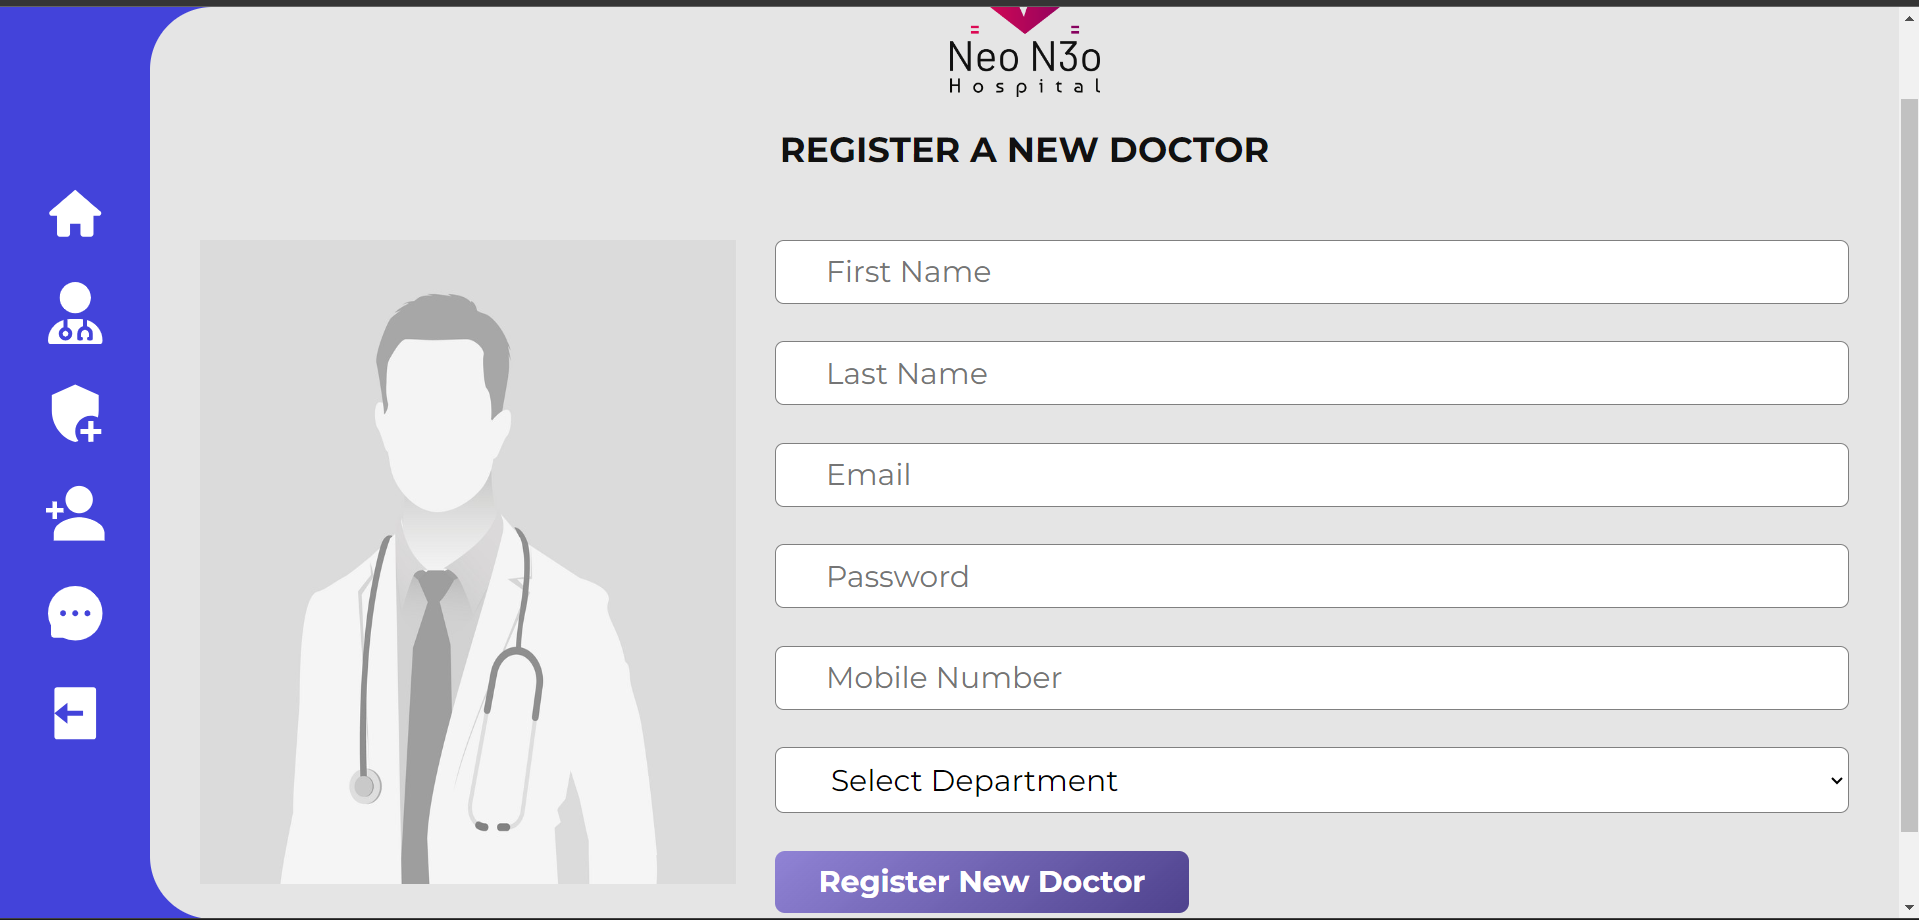 Neo N3o
Hospital
REGISTER A NEW DOCTOR
First Name
Last Name
Email
Password
Mobile Number
Select Department
Register New Doctor